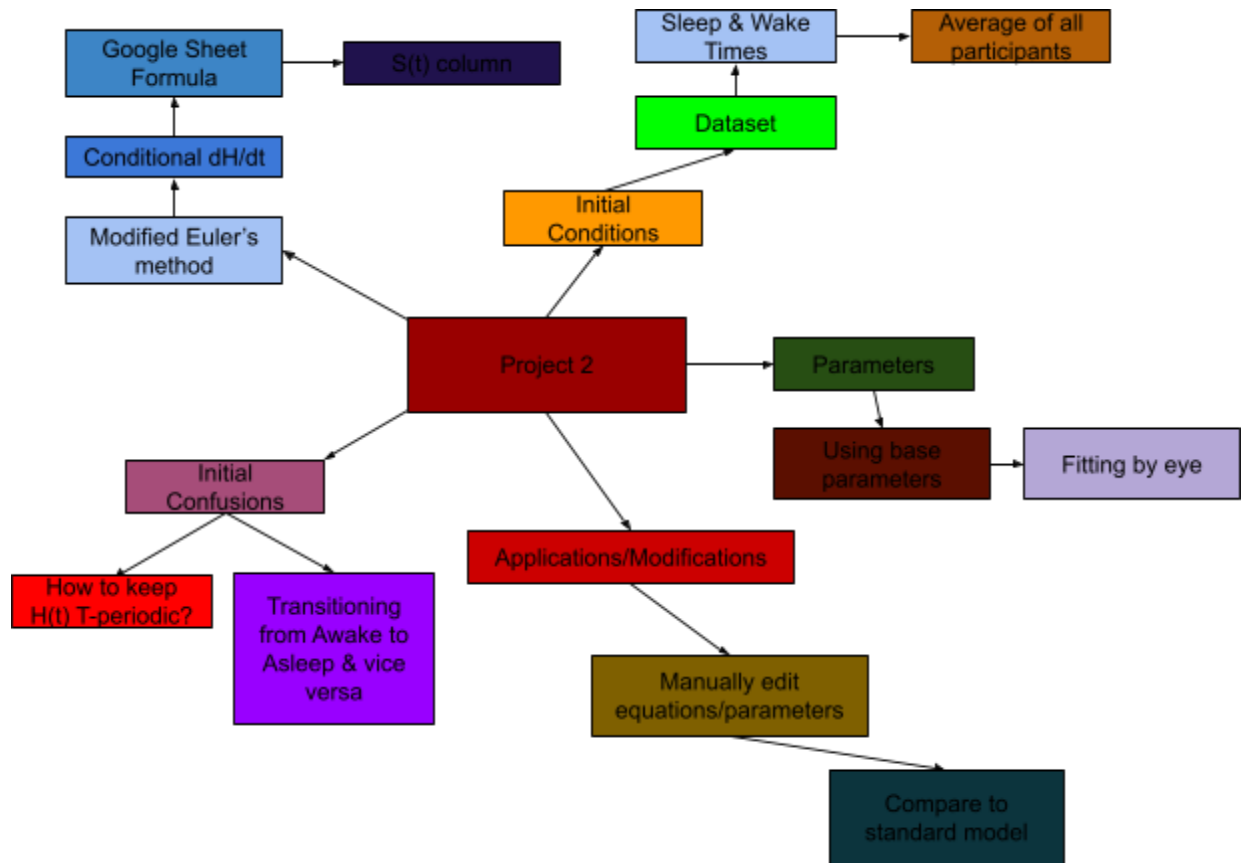 Google Sheet
Formula
S(t) column
Sleep & Wake
Times
Average of all
participants
Conditional dH/dt
Dataset
Modified Euler’s
method
Initial
Conditions
Project 2
Parameters
Using base
parameters
Fitting by eye
Initial
Confusions
How to keep
H(t) T-periodic?
Transitioning
from Awake to
Asleep & vice
versa
Applications/Modifications
Manually edit
equations/parameters
Compare to
standard model